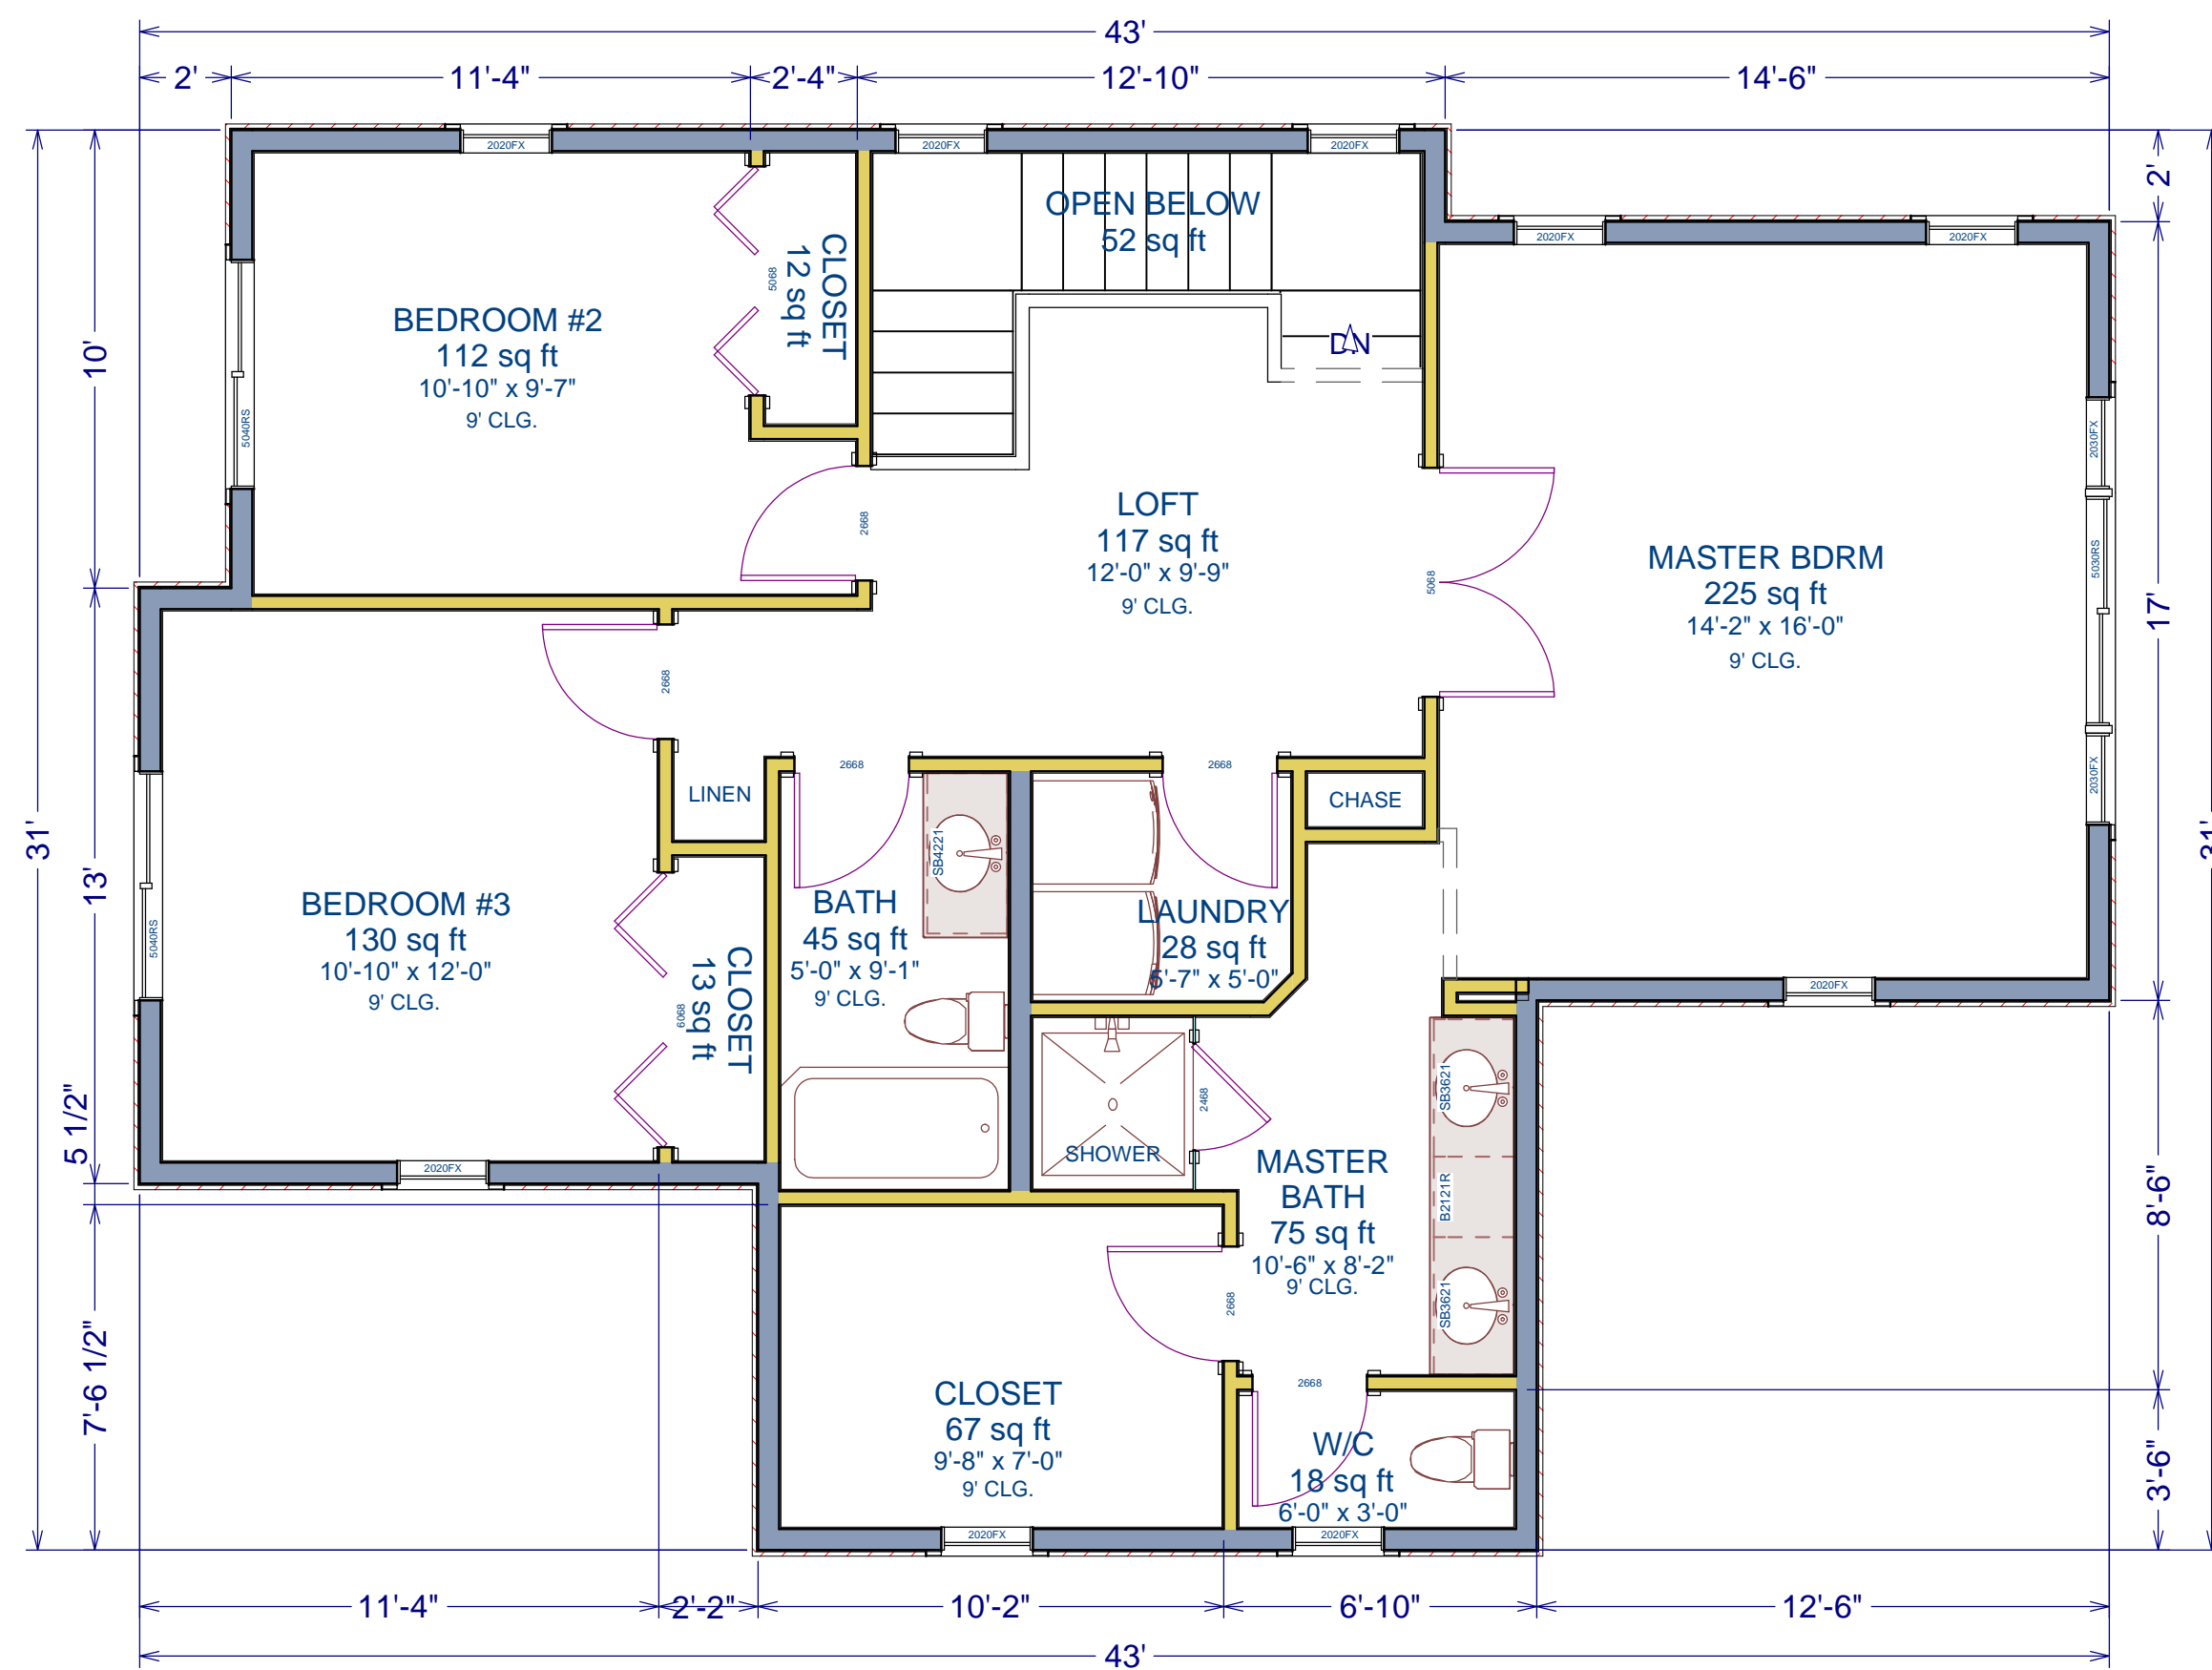 43'
2'
11'-4"
2'-4"
12'-10"
14'-6"
2020FX
2020FX
2020FX
2020FX
2020FX
2'
10'
31'
17'
OPEN BELOW
52 sq ft
CLOSET
12 sq ft
5068
BEDROOM #2
112 sq ft
10'-10" x 9'-7"
9' CLG.
5040RS
DN
2030FX
5030RS
2030FX
2668
LOFT
117 sq ft
12'-0" x 9'-9"
9' CLG.
5068
MASTER BDRM
225 sq ft
14'-2" x 16'-0"
9' CLG.
2668
2668
2668
LINEN
CHASE
SB4221
31'
13'
BEDROOM #3
130 sq ft
10'-10" x 12'-0"
9' CLG.
5040RS
BATH
45 sq ft
5'-0" x 9'-1"
9' CLG.
LAUNDRY
28 sq ft
5'-7" x 5'-0"
CLOSET
13 sq ft
6068
2020FX
5 1/2"
2468
SHOWER
SB3621
B2121R
SB3621
MASTER
BATH
75 sq ft
10'-6" x 8'-2"
9' CLG.
2020FX
8'-6"
7'-6 1/2"
2668
2668
CLOSET
67 sq ft
9'-8" x 7'-0"
9' CLG.
W/C
18 sq ft
6'-0" x 3'-0"
3'-6"
2020FX
2020FX
11'-4"
2'-2"
10'-2"
6'-10"
12'-6"
43'